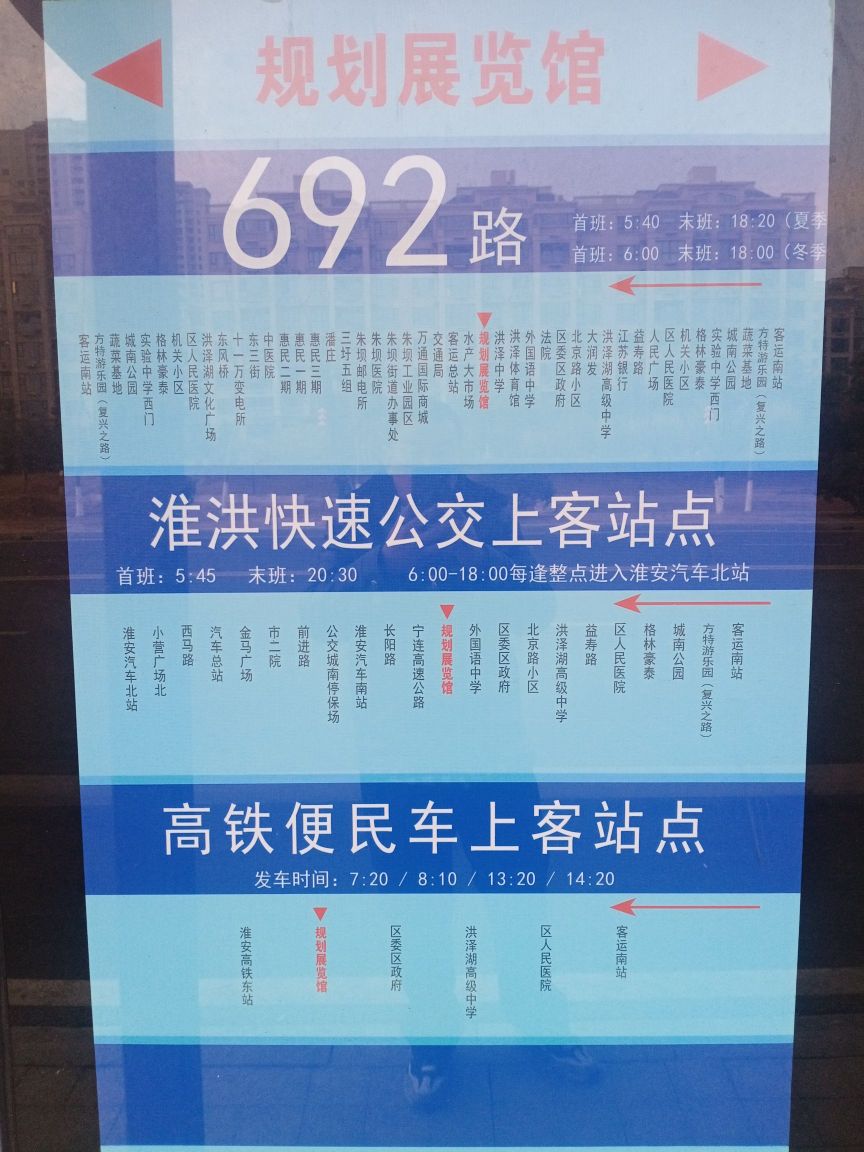 规划展览馆
692路
首班：5:40 末班：18:20（夏季
首班：6:00 末班：18:00（冬季
客运南站
方特游乐园（复兴之路）
蔬菜基地
城南公园
实验中学西门
格林豪泰
机关小区
区人民医院
洪泽湖文化广场
东风桥
十一万变电所
东三街
中医院
惠民二期
惠民一期
惠民三期
潘庄
三圩五组
朱坝邮电所
朱坝医院
朱坝街道办事处
朱坝工业园区
万通国际商城
交通局
客运总站
水产大市场
规划展览馆
洪泽中学
洪泽体育馆
外国语中学
法院
区委区政府
北京路小区
大润发
洪泽湖高级中学
江苏银行
益寿路
人民广场
区人民医院
机关小区
格林豪泰
实验中学西门
城南公园
蔬菜基地
方特游乐园（复兴之路）
客运南站
淮洪快速公交上客站点
首班：5:45 末班：20:30 6:00-18:00每逢整点进入淮安汽车北站
淮安汽车北站
小营广场北
西马路
汽车总站
金马广场
市二院
前进路
公交城南停保场
淮安汽车南站
长阳路
宁连高速公路
规划展览馆
外国语中学
区委区政府
北京路小区
洪泽湖高级中学
益寿路
区人民医院
格林豪泰
城南公园
方特游乐园（复兴之路）
客运南站
高铁便民车上客站点
发车时间：7:20 / 8:10 / 13:20 / 14:20
淮安高铁东站
规划展览馆
区委区政府
洪泽湖高级中学
区人民医院
客运南站